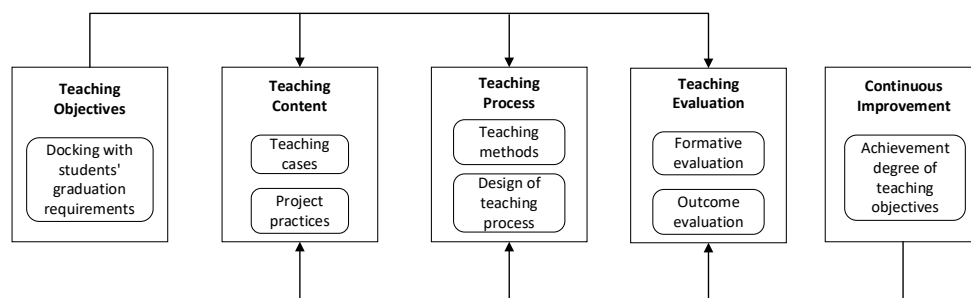 Teaching
Objectives
Docking with
students'
graduation
requirements
Teaching
Content
Teaching
cases
Project
practices
Teaching
Process
Teaching
methods
Design of
teaching
process
Teaching
Evaluation
Formative
evaluation
Outcome
evaluation
Continuous
Improvement
Achievement
degree of
teaching
objectives